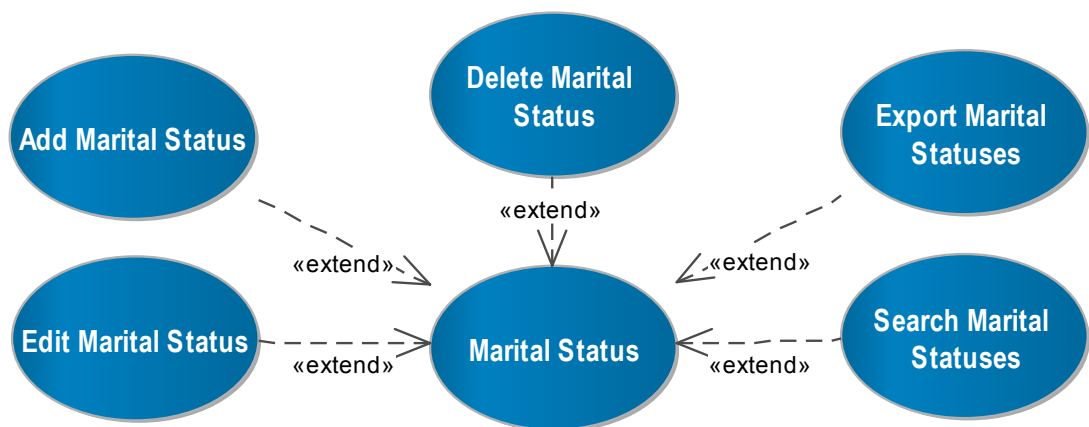 Delete Marital
Status
Add Marital Status
Export Marital
Statuses
«extend»
«extend»
«extend»
Edit Marital Status
«extend»
Marital Status
«extend»
Search Marital
Statuses